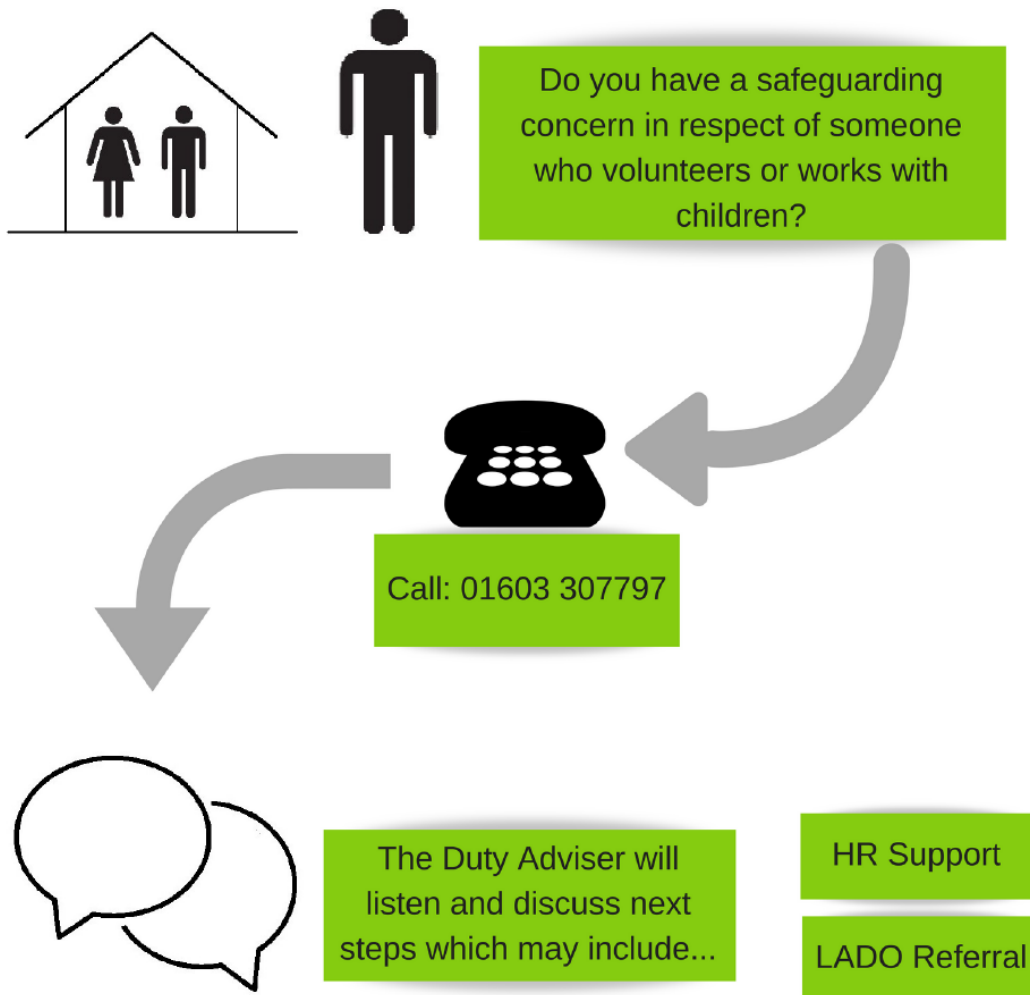 Do you have a safeguarding
concern in respect of someone
who volunteers or works with
children?
Call: 01603 307797
The Duty Adviser will
listen and discuss next
steps which may include...
HR Support
LADO Referral